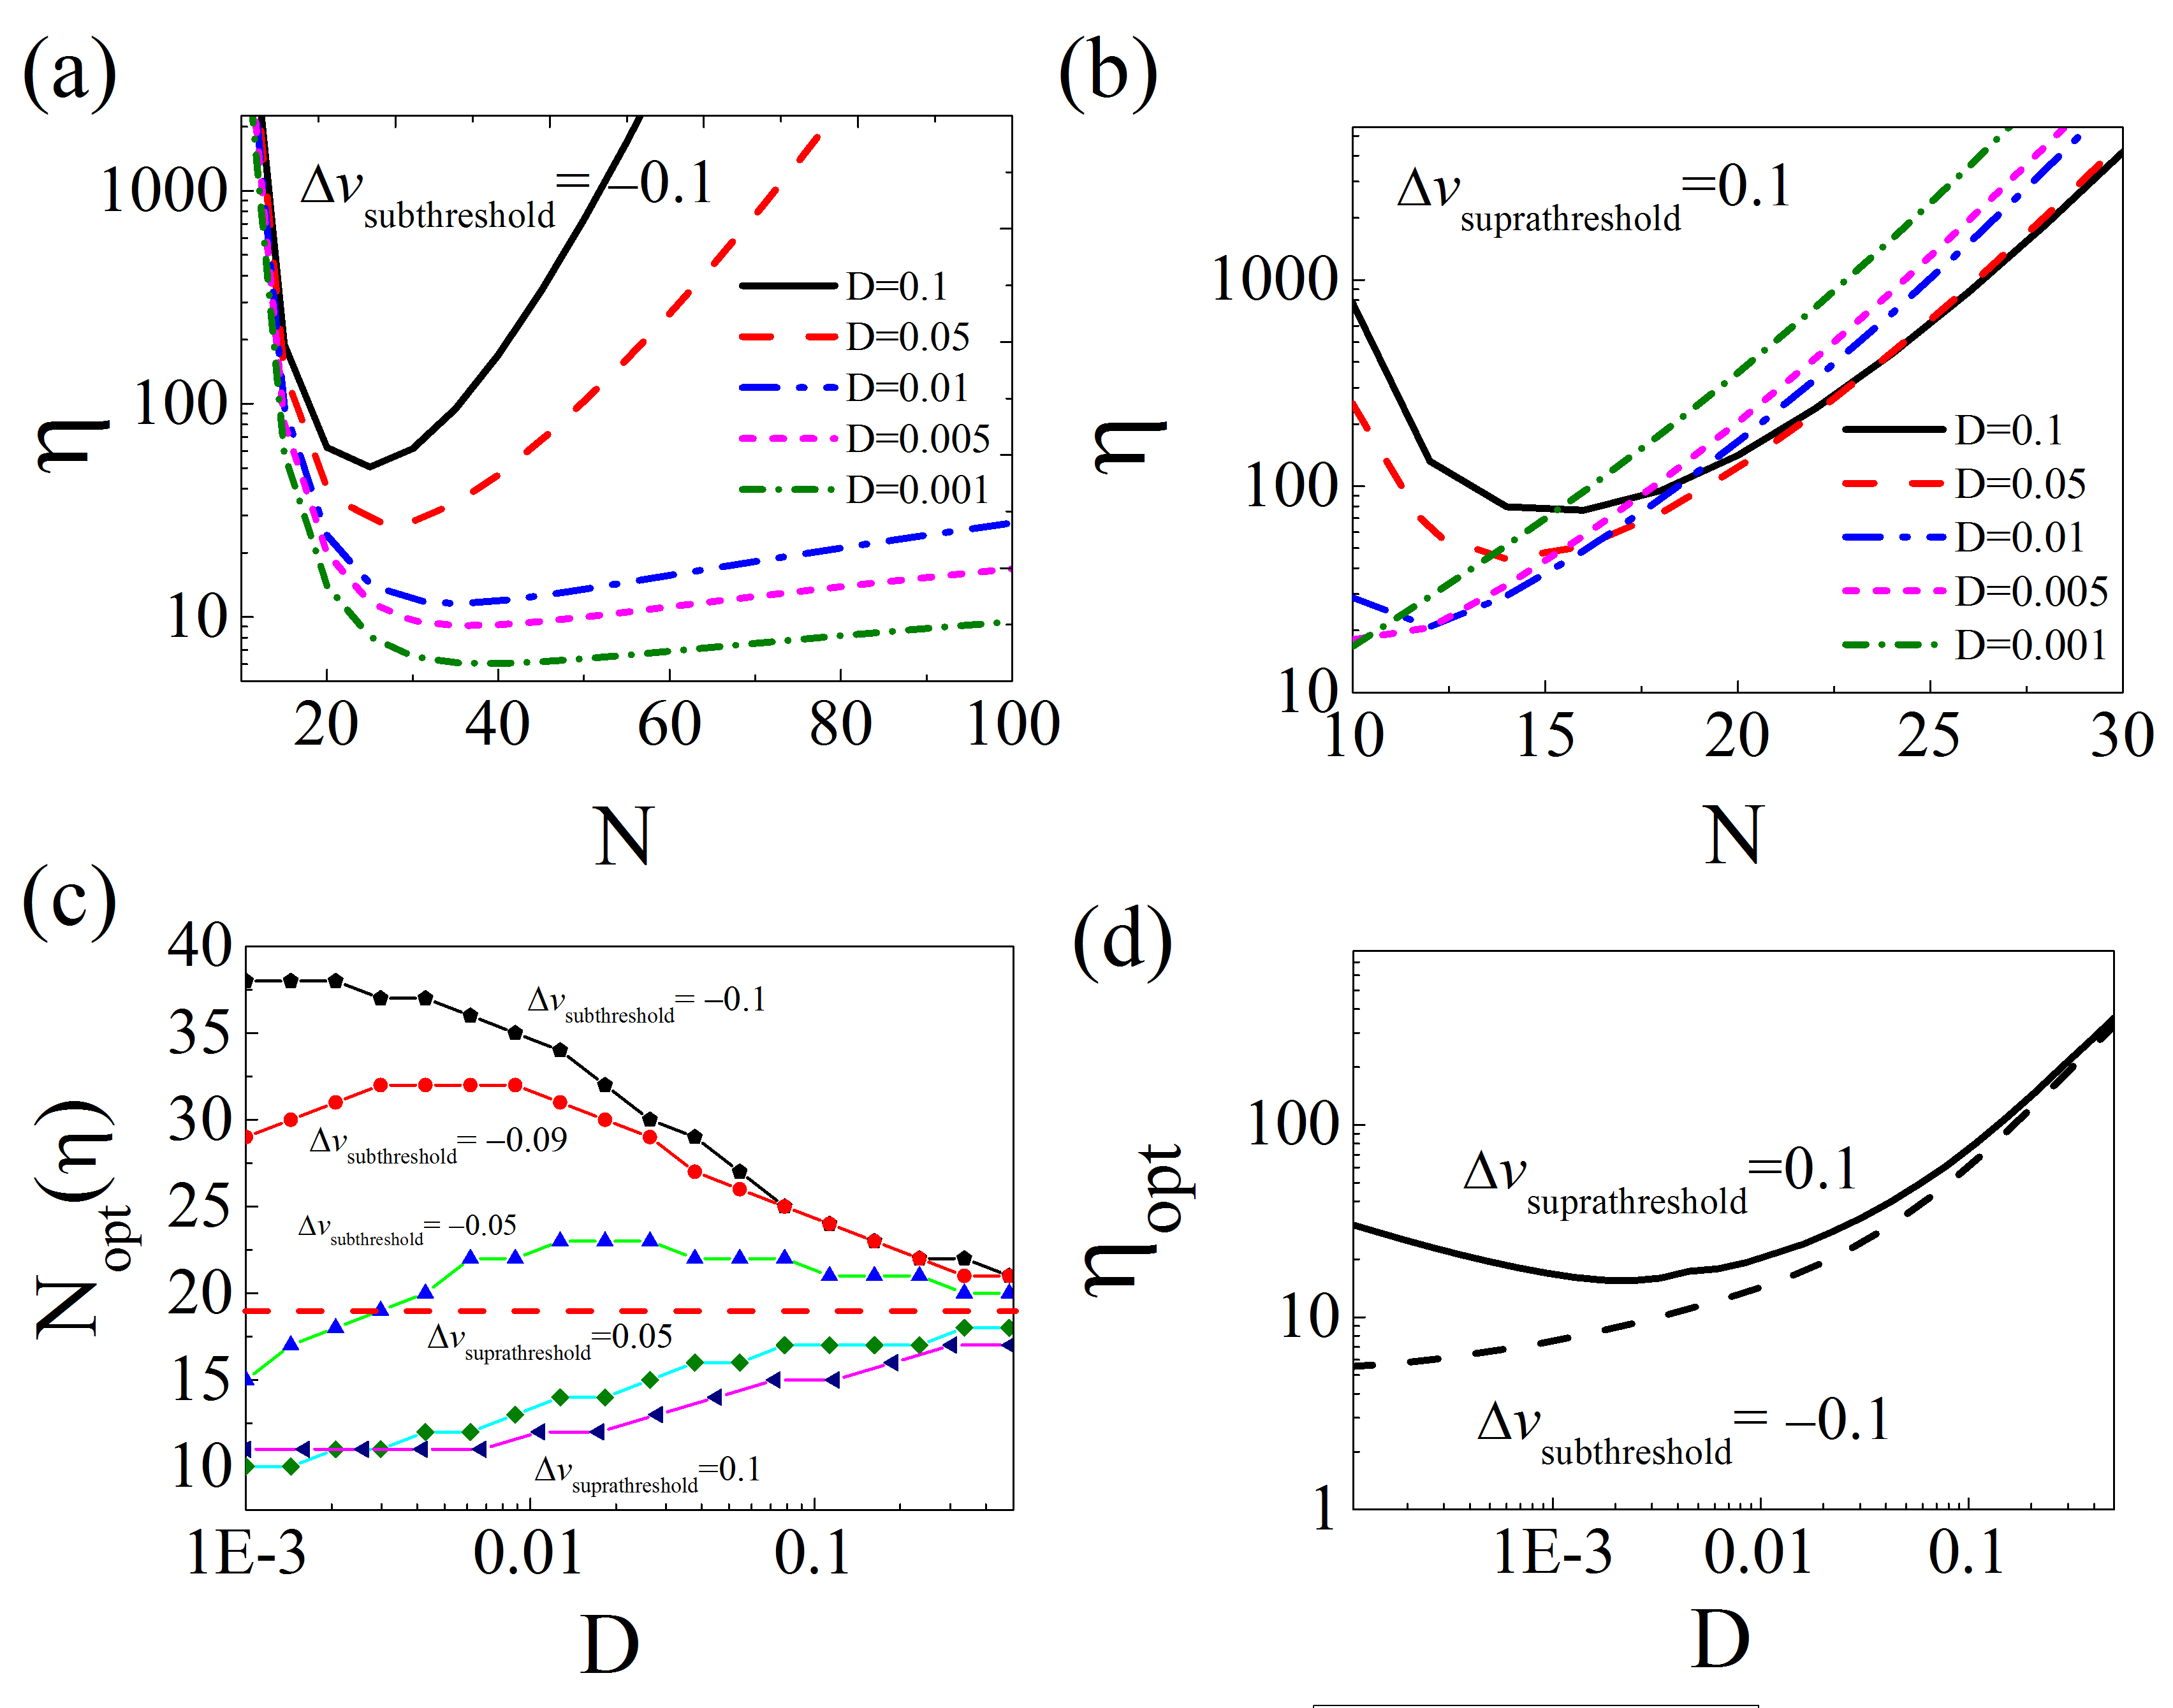 (a)
Δv subthreshold = –0.1
1000
100
10
η
D=0.1
D=0.05
D=0.01
D=0.005
D=0.001
20 40 60 80 100
N
(b)
Δv suprathreshold =0.1
1000
100
10
η
D=0.1
D=0.05
D=0.01
D=0.005
D=0.001
10 15 20 25 30
N
(c)
40
35
30
25
20
15
10
N opt (η)
Δv subthreshold = –0.1
Δv subthreshold = –0.09
Δv subthreshold = –0.05
Δv suprathreshold =0.05
Δv suprathreshold =0.1
1E-3 0.01 0.1
D
(d)
100
10
1
η opt
Δv suprathreshold =0.1
Δv subthreshold = –0.1
1E-3 0.01 0.1
D